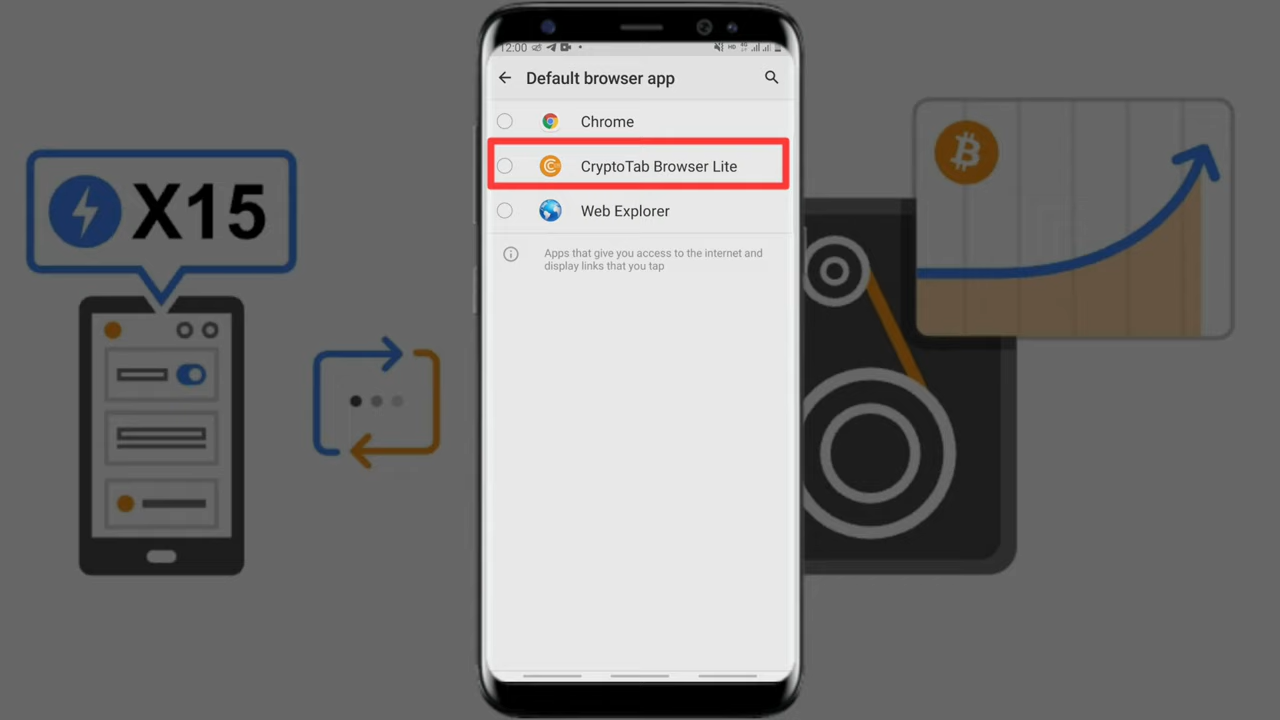 12:00
Default browser app
Chrome
CryptoTab Browser Lite
Web Explorer
Apps that give you access to the internet and
display links that you tap
X15